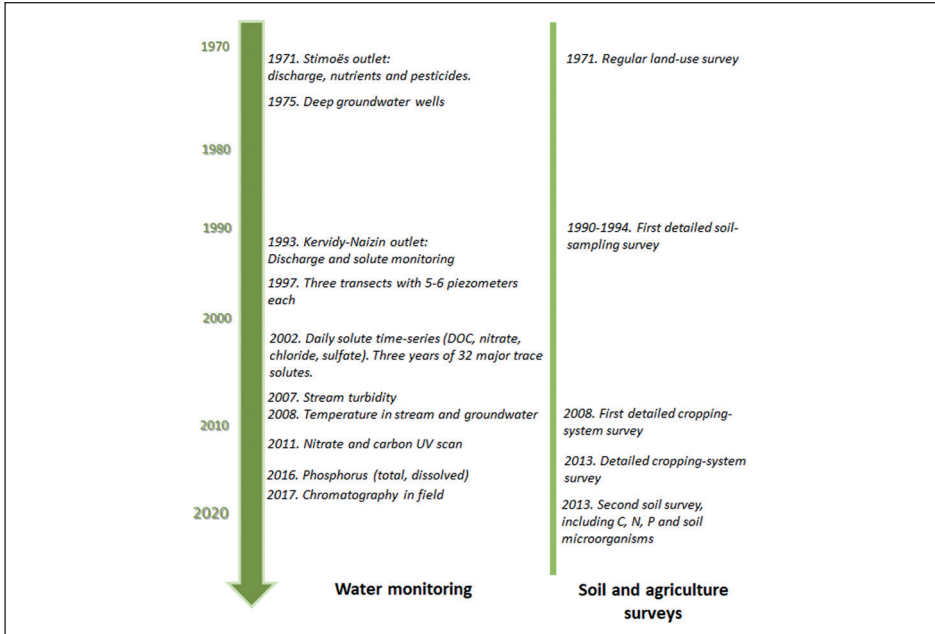 1970
1980
1990
2000
2010
2020
1971. Stimoës outlet:
discharge, nutrients and pesticides.
1975. Deep groundwater wells
1993. Kervidy-Naizin outlet:
Discharge and solute monitoring
1997. Three transects with 5-6 piezometers
each
2002. Daily solute time-series (DOC, nitrate,
chloride, sulfate). Three years of 32 major trace
solutes.
2007. Stream turbidity
2008. Temperature in stream and groundwater
2011. Nitrate and carbon UV scan
2016. Phosphorus (total, dissolved)
2017. Chromatography in field
Water monitoring
1971. Regular land-use survey
1990-1994. First detailed soil-
sampling survey
2008. First detailed cropping-
system survey
2013. Detailed cropping-system
survey
2013. Second soil survey,
including C, N, P and soil
microorganisms
Soil and agriculture
surveys